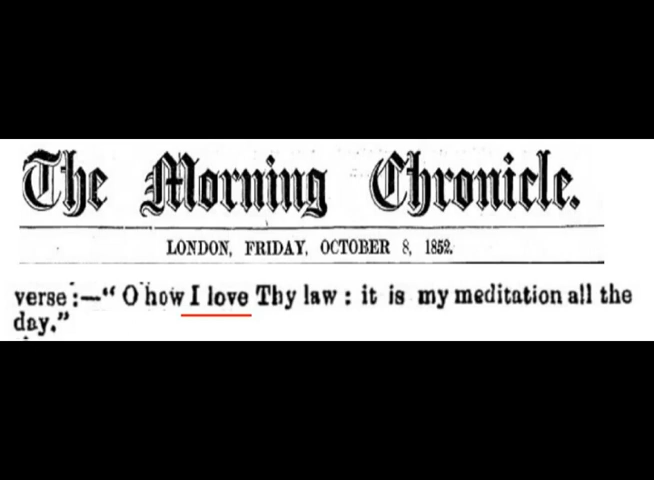 The Morning Chronicle.
LONDON, FRIDAY, OCTOBER 8, 1852.
verse :—“ O how I love Thy law : it is my meditation all the
day.”